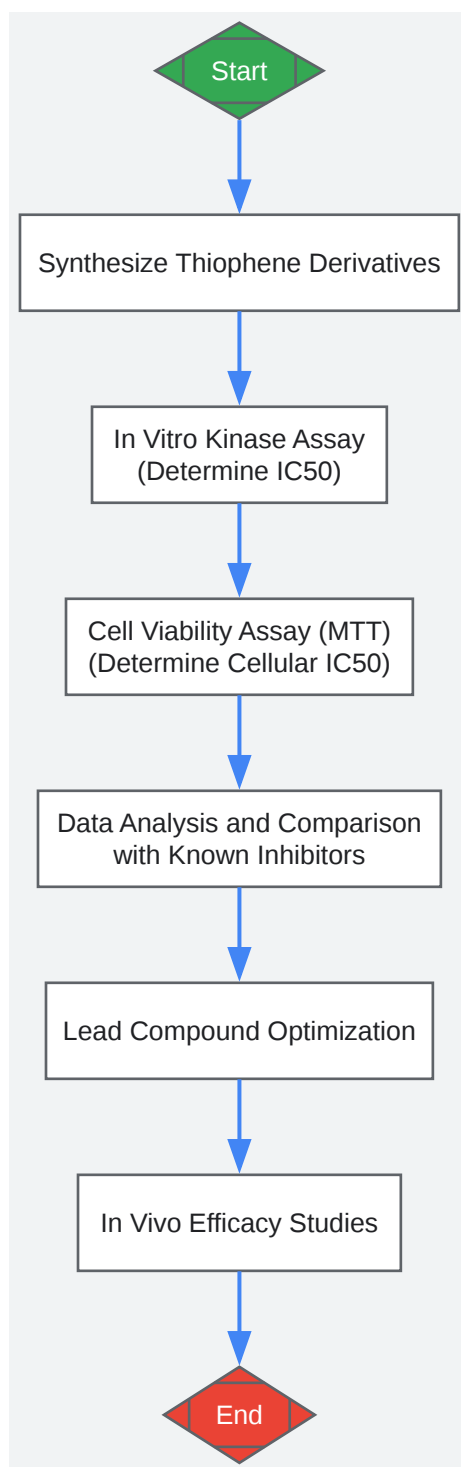 Start
Synthesize Thiophene Derivatives
In Vitro Kinase Assay
(Determine IC50)
Cell Viability Assay (MTT)
(Determine Cellular IC50)
Data Analysis and Comparison
with Known Inhibitors
Lead Compound Optimization
In Vivo Efficacy Studies
End